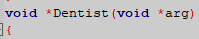 void *Dentist(void *arg)
{